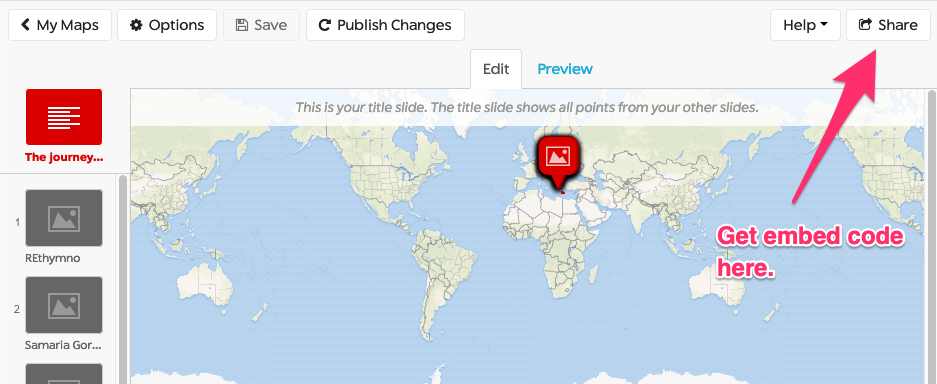 My Maps Options Save Publish Changes Help Share
Edit Preview
This is your title slide. The title slide shows all points from your other slides.
The journey...
1
REthymno
2
Samaria Gor...
Get embed code
here.